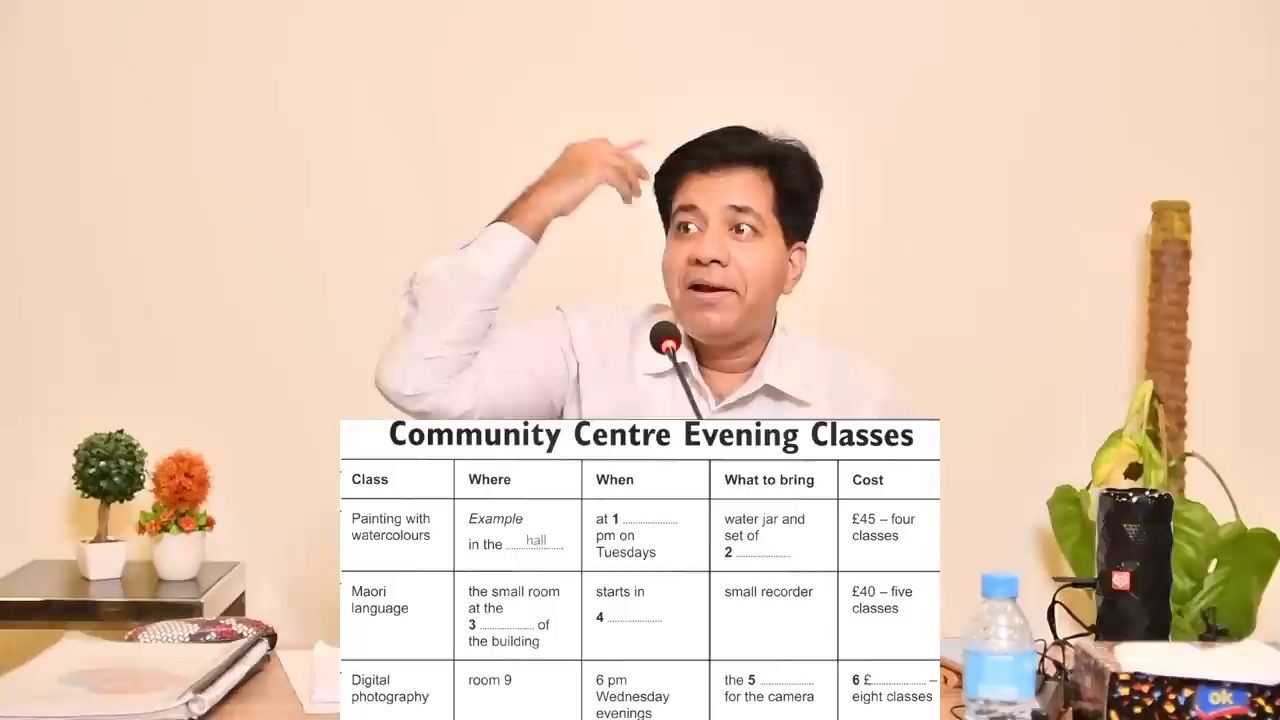 Community Centre Evening Classes
Class Where When What to bring Cost
Painting with
watercolours
Example
in the hall
at 1
pm on
Tuesdays
water jar and
set of
2
£45 – four
classes
Maori
language
the small room
at the
3 of
the building
starts in
4
small recorder
£40 – five
classes
Digital
photography
room 9
6 pm
Wednesday
evenings
the 5
for the camera
6 £ –
eight classes
ok